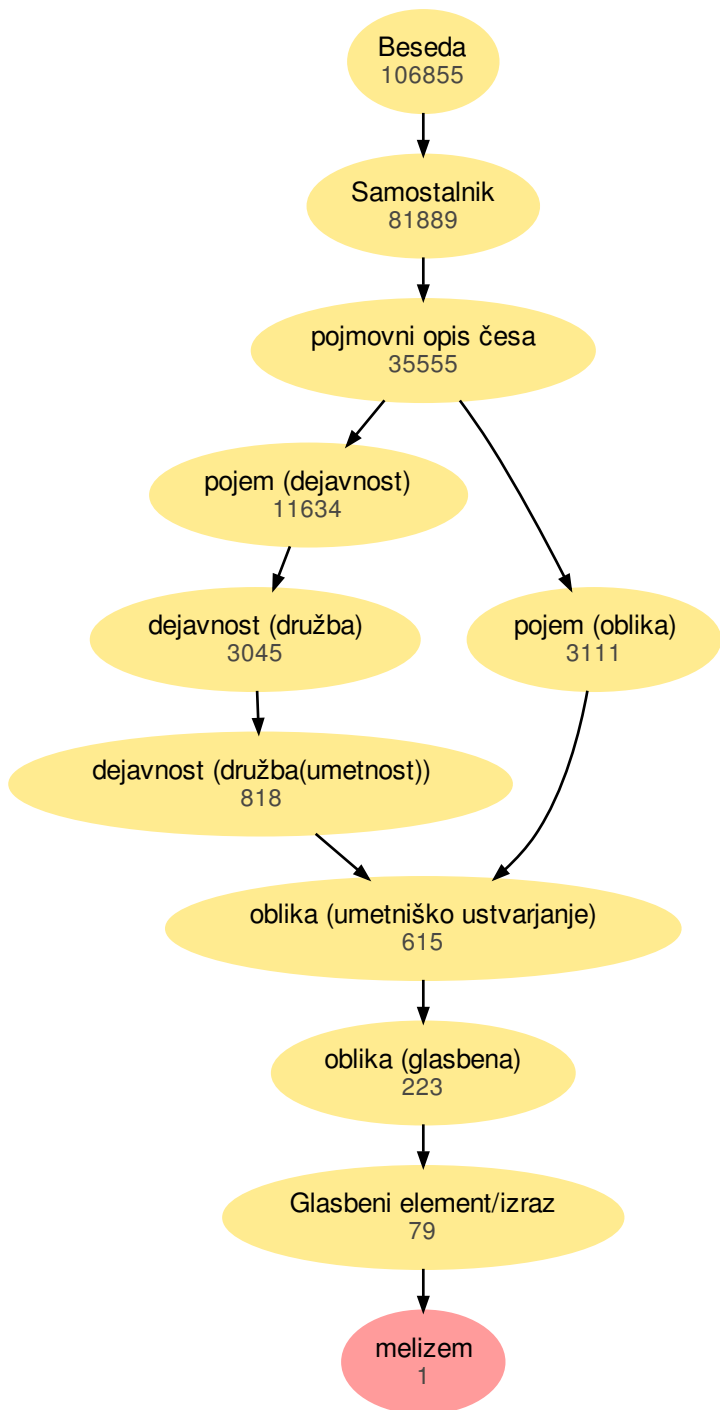 Beseda
106855
Samostalnik
81889
pojmovni opis česa
35555
pojem (dejavnost)
11634
dejavnost (družba)
3045
pojem (oblika)
3111
dejavnost (družba(umetnost))
818
oblika (umetniško ustvarjanje)
615
oblika (glasbena)
223
Glasbeni element/izraz
79
melizem
1